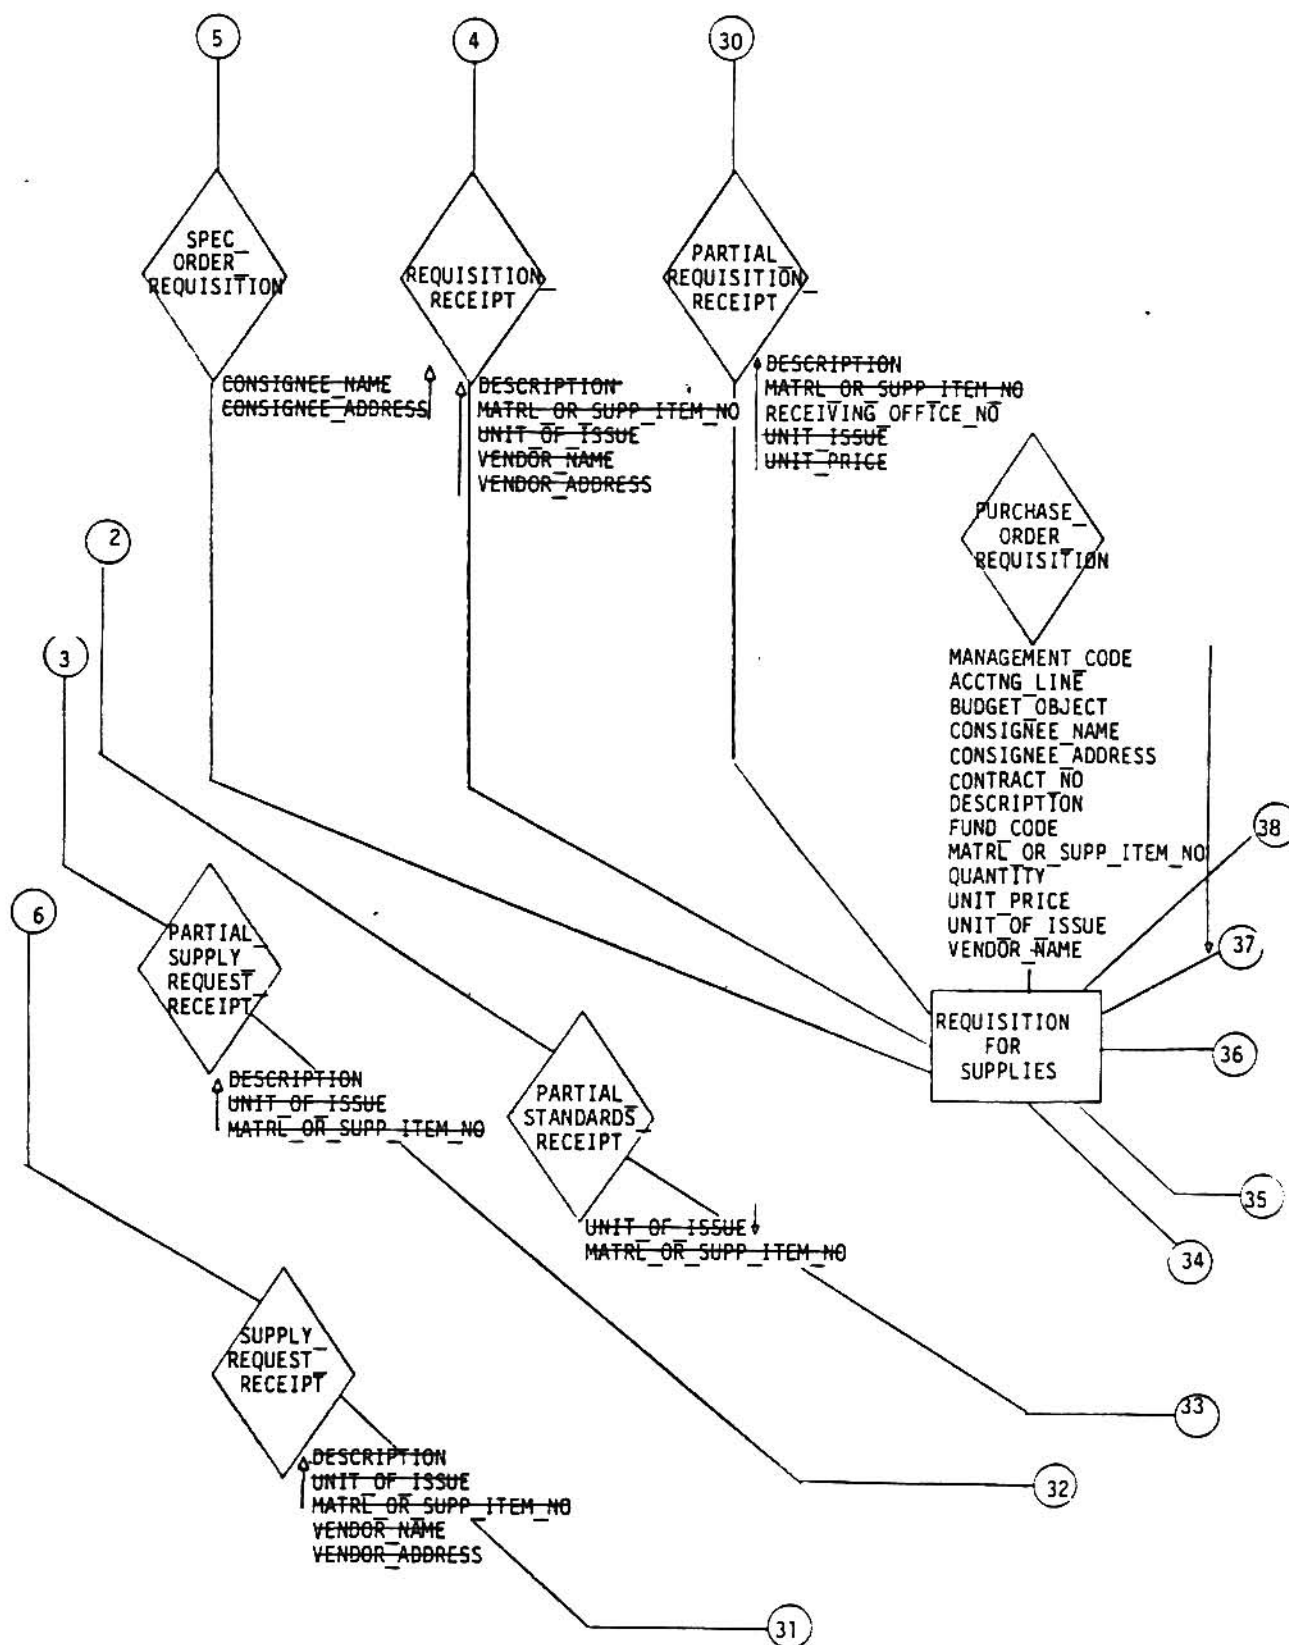 5
4
30
SPEC_
ORDER_
REQUISITION
REQUISITION_
RECEIPT
PARTIAL_
REQUISITION_
RECEIPT
CONSIGNEE_NAME
CONSIGNEE_ADDRESS
DESCRIPTION
MATRL_OR_SUPP_ITEM_NO
UNIT_OF_ISSUE
VENDOR_NAME
VENDOR_ADDRESS
DESCRIPTION
MATRL_OR_SUPP_ITEM_NO
RECEIVING_OFFICE_NO
UNIT_ISSUE
UNIT_PRICE
2
3
PURCHASE_
ORDER_
REQUISITION
MANAGEMENT_CODE
ACCTNG_LINE
BUDGET_OBJECT
CONSIGNEE_NAME
CONSIGNEE_ADDRESS
CONTRACT_NO
DESCRIPTION
FUND_CODE
MATRL_OR_SUPP_ITEM_NO
QUANTITY
UNIT_PRICE
UNIT_OF_ISSUE
VENDOR_NAME
38
37
6
PARTIAL_
SUPPLY_
REQUEST_
RECEIPT
REQUISITION
FOR
SUPPLIES
36
DESCRIPTION
UNIT_OF_ISSUE
MATRL_OR_SUPP_ITEM_NO
PARTIAL_
STANDARDS_
RECEIPT
35
UNIT_OF_ISSUE
MATRL_OR_SUPP_ITEM_NO
34
SUPPLY_
REQUEST_
RECEIPT
33
DESCRIPTION
UNIT_OF_ISSUE
MATRL_OR_SUPP_ITEM_NO
VENDOR_NAME
VENDOR_ADDRESS
32
31